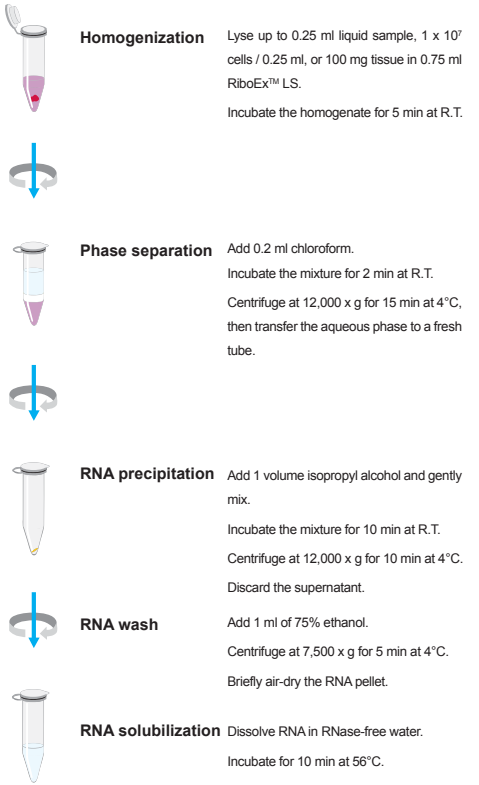 Homogenization Lyse up to 0.25 ml liquid sample, 1 x 10⁷
cells / 0.25 ml, or 100 mg tissue in 0.75 ml
RiboEx™ LS.
Incubate the homogenate for 5 min at R.T.
Phase separation Add 0.2 ml chloroform.
Incubate the mixture for 2 min at R.T.
Centrifuge at 12,000 x g for 15 min at 4°C,
then transfer the aqueous phase to a fresh
tube.
RNA precipitation Add 1 volume isopropyl alcohol and gently
mix.
Incubate the mixture for 10 min at R.T.
Centrifuge at 12,000 x g for 10 min at 4°C.
Discard the supernatant.
RNA wash Add 1 ml of 75% ethanol.
Centrifuge at 7,500 x g for 5 min at 4°C.
Briefly air-dry the RNA pellet.
RNA solubilization Dissolve RNA in RNase-free water.
Incubate for 10 min at 56°C.